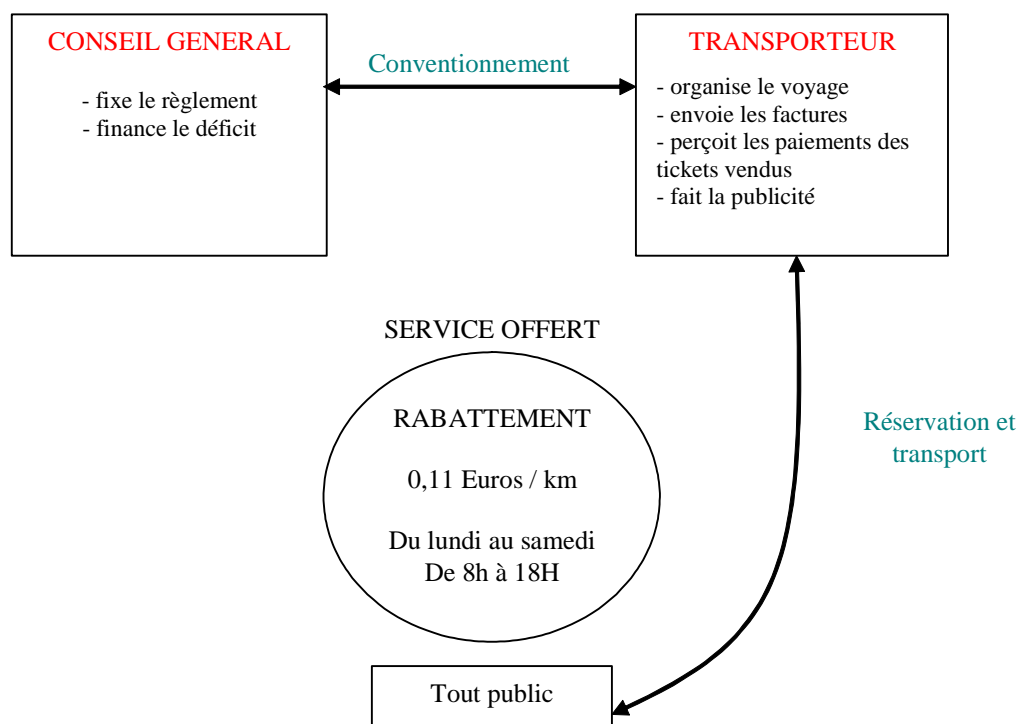 CONSEIL GENERAL
- fixe le règlement
- finance le déficit
Conventionnement
TRANSPORTEUR
- organise le voyage
- envoie les factures
- perçoit les paiements des
tickets vendus
- fait la publicité
SERVICE OFFERT
RABATTEMENT
0,11 Euros / km
Du lundi au samedi
De 8h à 18H
Réservation et
transport
Tout public